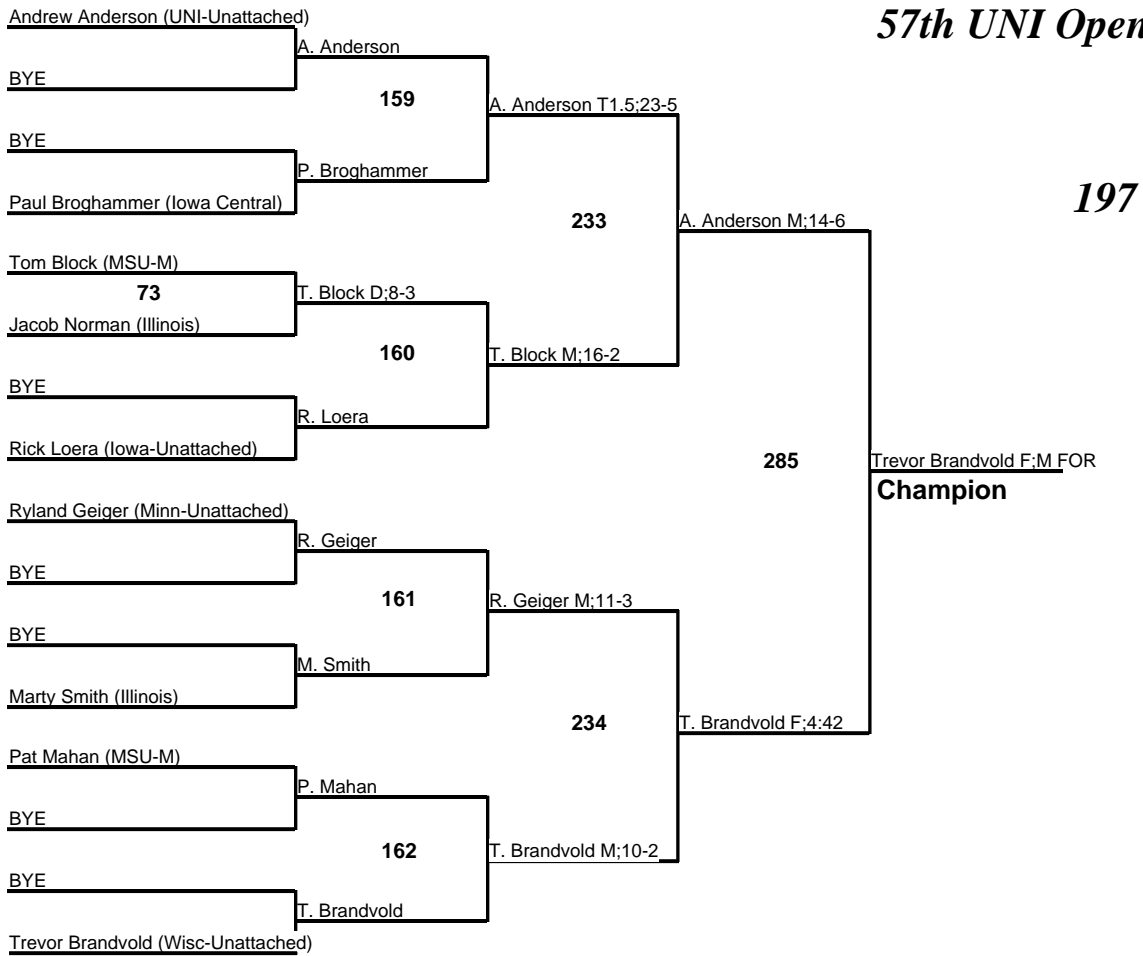 57th UNI Open
197
Andrew Anderson (UNI-Unattached)
BYE
BYE
Paul Broghammer (Iowa Central)
Tom Block (MSU-M)
73
Jacob Norman (Illinois)
BYE
Rick Loera (Iowa-Unattached)
Ryland Geiger (Minn-Unattached)
BYE
BYE
Marty Smith (Illinois)
Pat Mahan (MSU-M)
BYE
BYE
Trevor Brandvold (Wisc-Unattached)
A. Anderson
159
P. Broghammer
T. Block D;8-3
160
R. Loera
R. Geiger
161
M. Smith
P. Mahan
162
T. Brandvold
A. Anderson T1.5;23-5
233
T. Block M;16-2
R. Geiger M;11-3
234
T. Brandvold M;10-2
A. Anderson M;14-6
285
T. Brandvold F;4:42
Trevor Brandvold F;M FOR
Champion